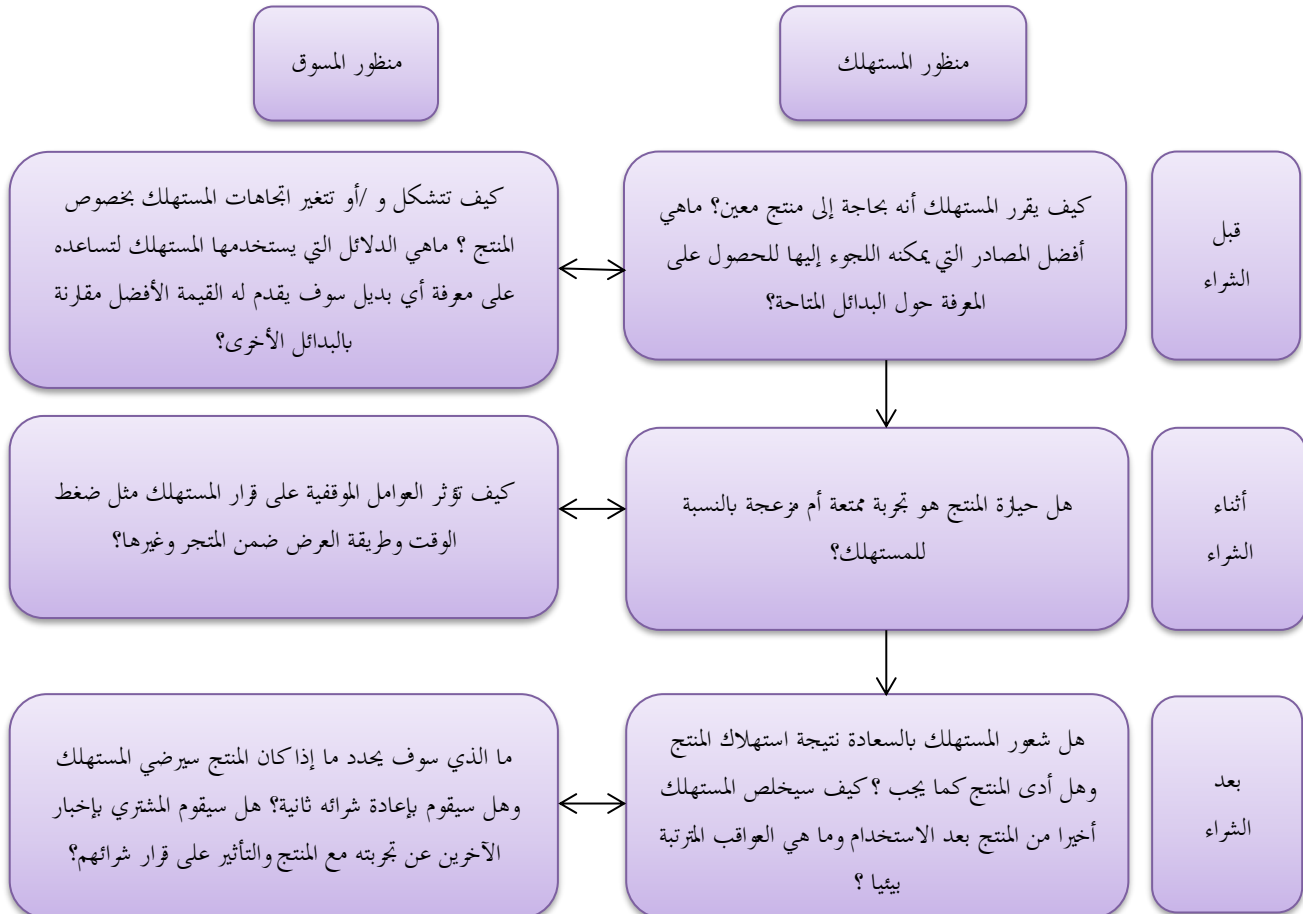 منظور المستهلك
منظور المسوق
قبل
الشراء
كيف يقرر المستهلك أنه بحاجة إلى منتج معين؟ ماهي
أفضل المصادر التي يمكنه اللجوء إليها للحصول على
المعرفة حول البدائل المتاحة؟
كيف تتشكل و /أو تتغير اتجاهات المستهلك بخصوص
المنتج ؟ ماهي الدلائل التي يستخدمها المستهلك لتساعده
على معرفة أي بديل سوف يقدم له القيمة الأفضل مقارنة
بالبدائل الأخرى؟
أثناء
الشراء
هل حيازة المنتج هو تجربة ممتعة أم مزعجة بالنسبة
للمستهلك؟
كيف تؤثر العوامل الموقفية على قرار المستهلك مثل ضغط
الوقت وطريقة العرض ضمن المتجر وغيرها؟
بعد
الشراء
هل شعور المستهلك بالسعادة نتيجة استهلاك المنتج
وهل أدى المنتج كما يجب ؟ كيف سيخلص المستهلك
أخيرا من المنتج بعد الاستخدام وما هي العواقب المترتبة
بيئيا ؟
ما الذي سوف يحدد ما إذا كان المنتج سيرضي المستهلك
وهل سيقوم بإعادة شرائه ثانية؟ هل سيقوم المشتري بإخبار
الآخرين عن تجربته مع المنتج والتأثير على قرار شرائهم؟